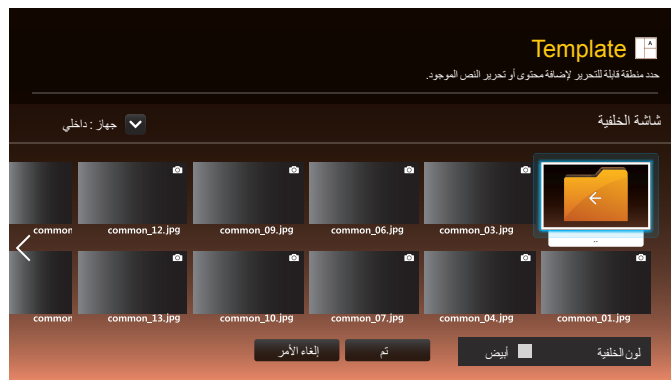 Template
حدد منطقة قابلة للتحرير لإضافة محتوى أو تحرير النص الموجود.
شاشة الخلفية
جهاز : داخلي
..
common_03.jpg
common_06.jpg
common_09.jpg
common_12.jpg
common
common_01.jpg
common_04.jpg
common_07.jpg
common_10.jpg
common_13.jpg
common
لون الخلفية
أبيض
تم
إلغاء الأمر